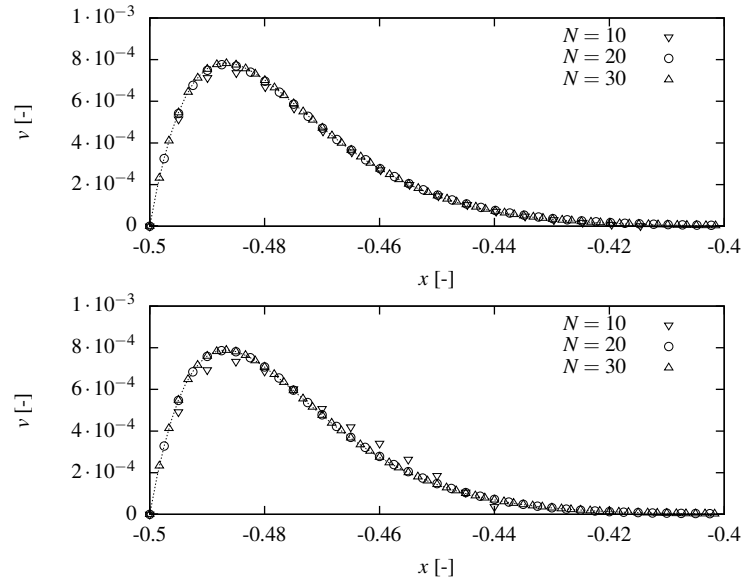 1·10⁻³
8·10⁻⁴
6·10⁻⁴
4·10⁻⁴
2·10⁻⁴
0
v [-]
N = 10
N = 20
N = 30
-0.5 -0.48 -0.46 -0.44 -0.42 -0.4
x [-]
1·10⁻³
8·10⁻⁴
6·10⁻⁴
4·10⁻⁴
2·10⁻⁴
0
v [-]
N = 10
N = 20
N = 30
-0.5 -0.48 -0.46 -0.44 -0.42 -0.4
x [-]